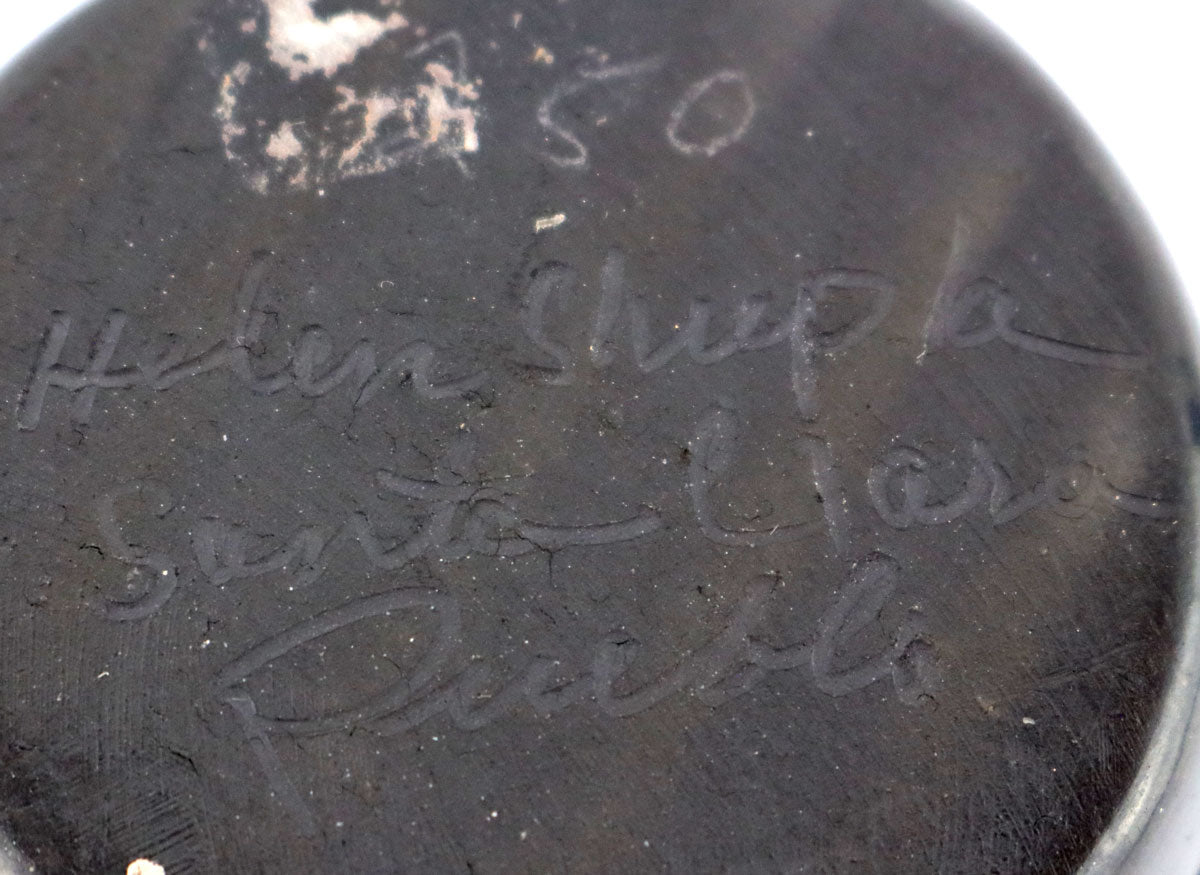 50
Helen Shupla
Santa Clara
Pueblo